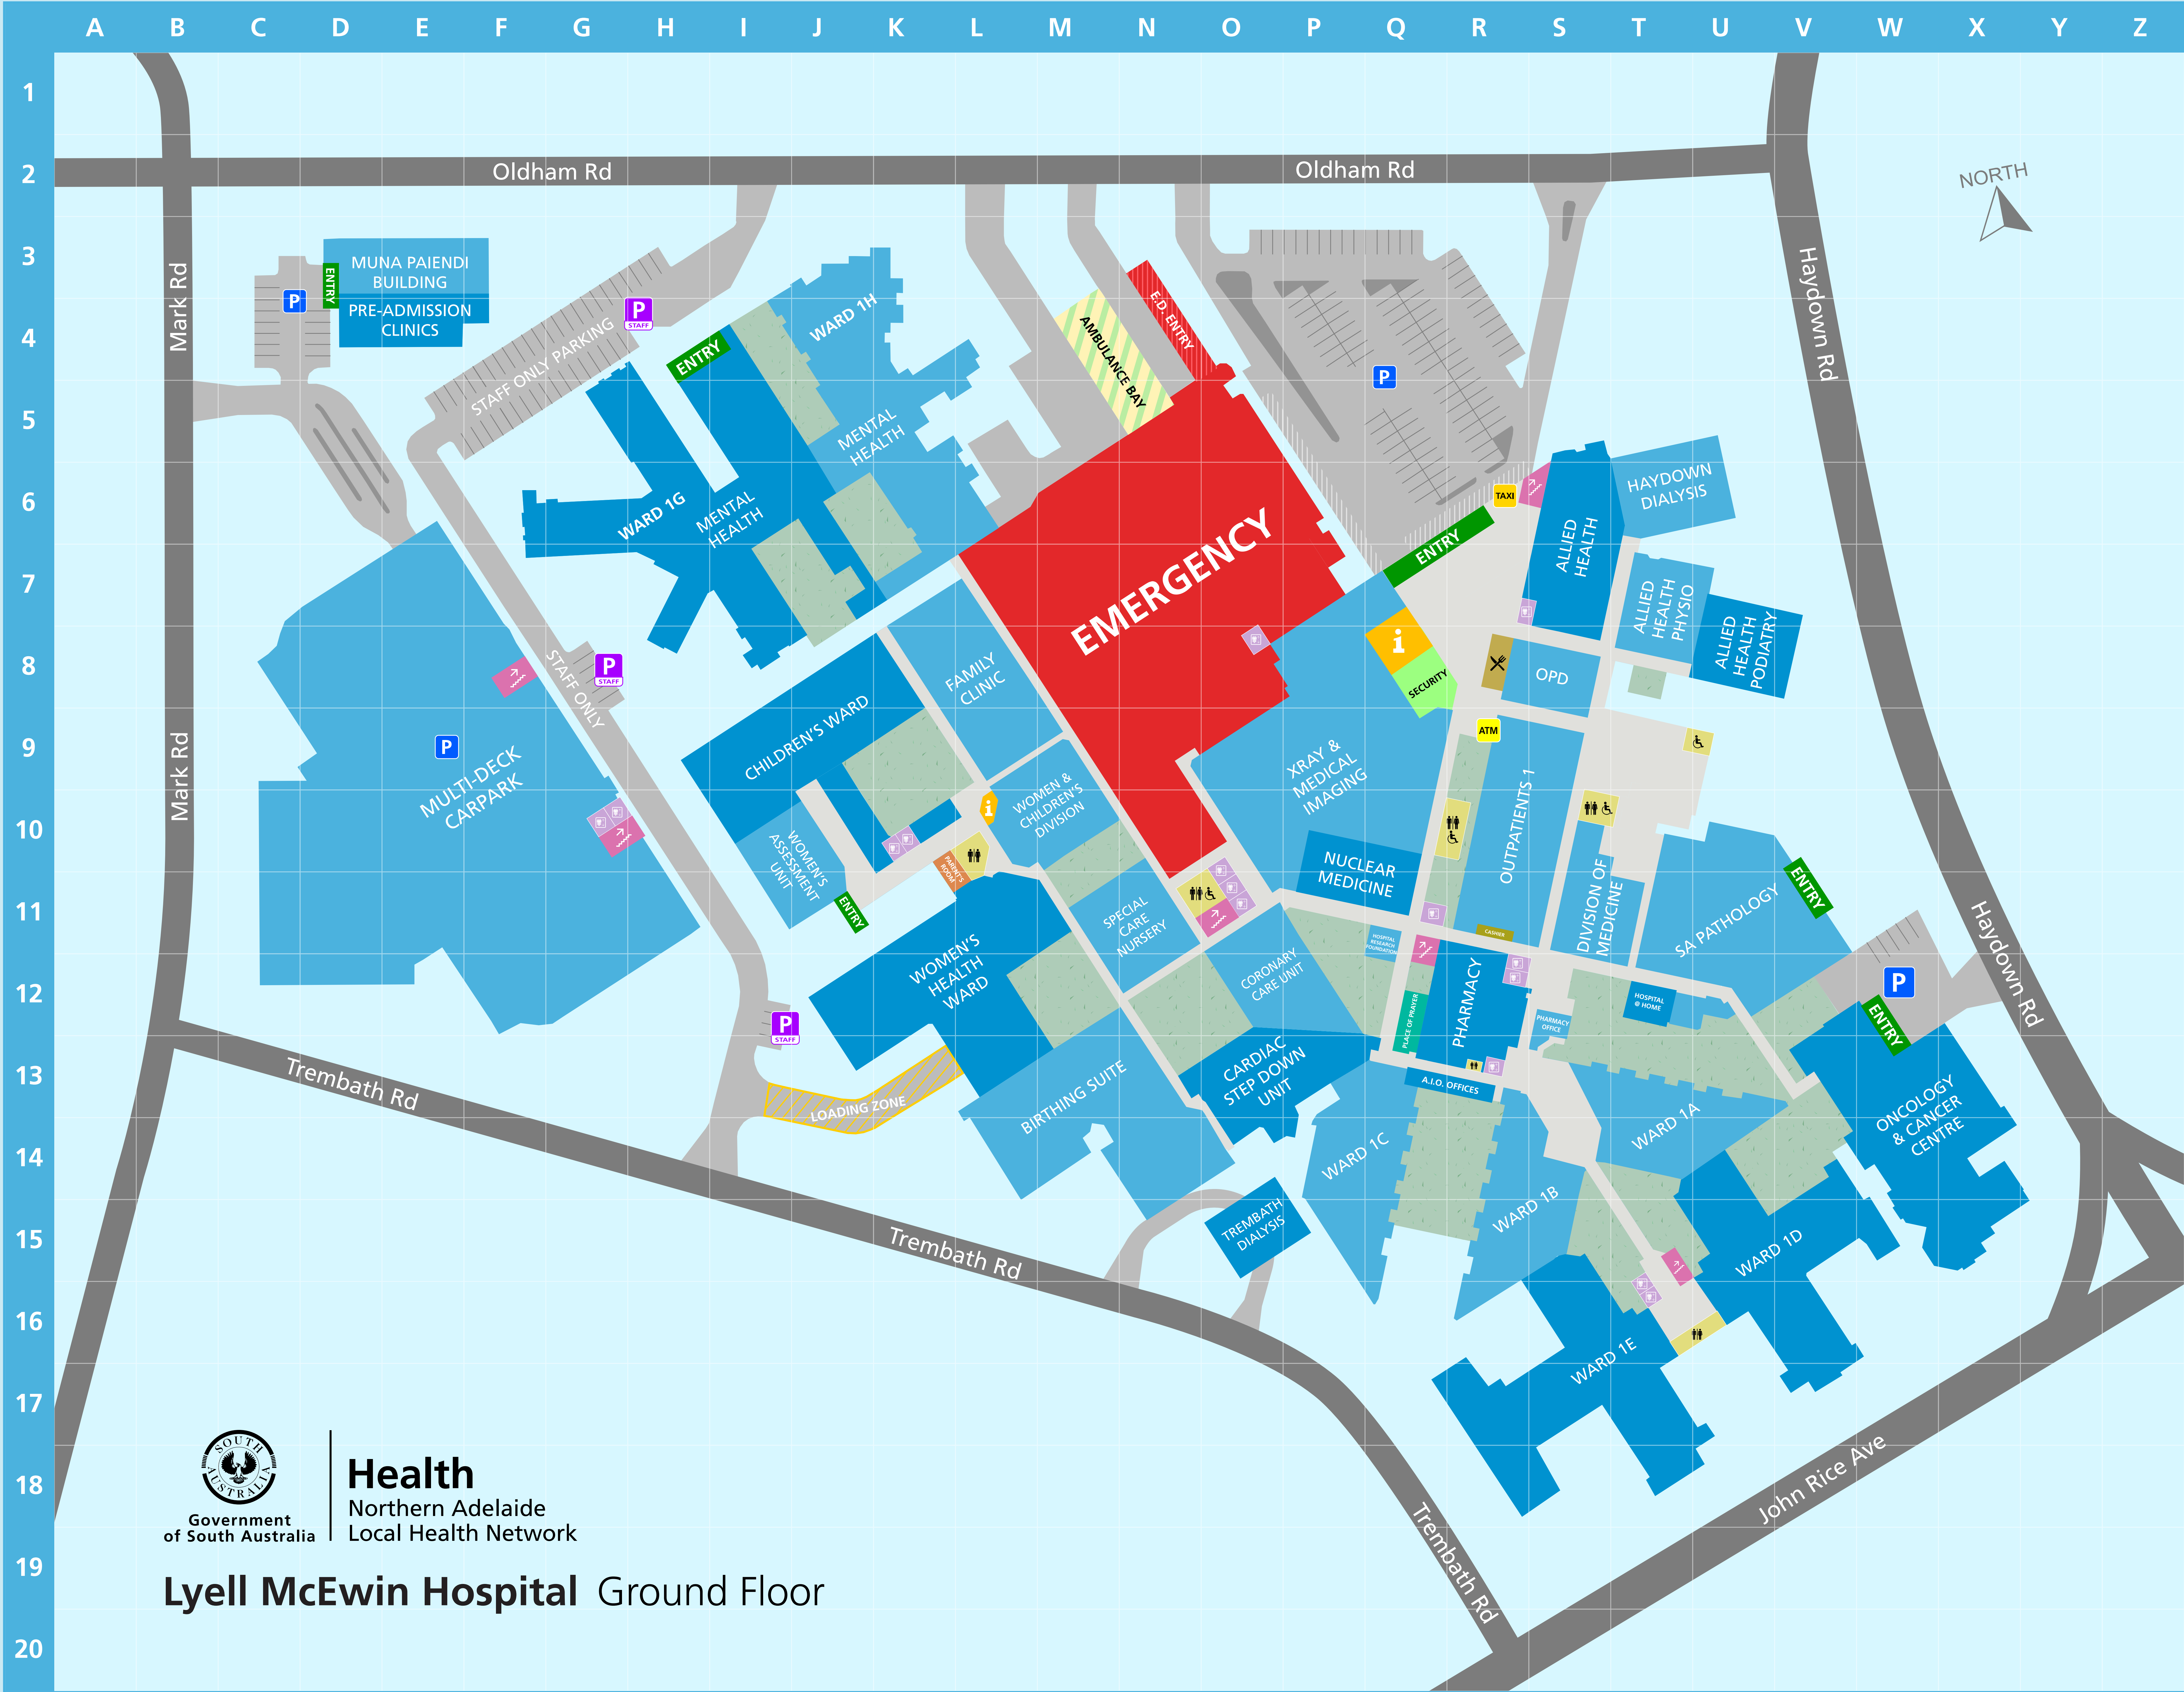 A B C D E F G H I J K L M N O P Q R S T U V W X Y Z
1
2
3
4
5
6
7
8
9
10
11
12
13
14
15
16
17
18
19
20
Oldham Rd
Oldham Rd
NORTH
Mark Rd
Mark Rd
Haydown Rd
Haydown Rd
Trembath Rd
Trembath Rd
Trembath Rd
John Rice Ave
MUNA PAIENDI
BUILDING
PRE-ADMISSION
CLINICS
ENTRY
P
STAFF ONLY PARKING
P
STAFF
ENTRY
WARD 1H
MENTAL
HEALTH
WARD 1G
MENTAL
HEALTH
AMBULANCE BAY
E.D. ENTRY
EMERGENCY
P
TAXI
ENTRY
i
SECURITY
ALLIED
HEALTH
HAYDOWN
DIALYSIS
ALLIED
HEALTH
PHYSIO
ALLIED
HEALTH
PODIATRY
OPD
ATM
STAFF ONLY
P
STAFF
P
MULTI-DECK
CARPARK
CHILDREN'S WARD
FAMILY
CLINIC
WOMEN &
CHILDREN'S
DIVISION
i
WOMEN'S
ASSESSMENT
UNIT
PARENT'S
ROOM
ENTRY
XRAY &
MEDICAL
IMAGING
NUCLEAR
MEDICINE
OUTPATIENTS 1
DIVISION OF
MEDICINE
SA PATHOLOGY
ENTRY
CASHIER
WOMEN'S
HEALTH
WARD
SPECIAL
CARE
NURSERY
CORONARY
CARE UNIT
HOSPITAL
RESEARCH
FOUNDATION
PLACE OF PRAYER
PHARMACY
PHARMACY
OFFICE
HOSPITAL
@ HOME
P
ENTRY
P
STAFF
LOADING ZONE
BIRTHING SUITE
CARDIAC
STEP DOWN
UNIT
A.I.O. OFFICES
WARD 1C
WARD 1B
WARD 1A
ONCOLOGY
& CANCER
CENTRE
TREMBATH
DIALYSIS
WARD 1D
WARD 1E
SOUTH
AUSTRALIA
Government
of South Australia
Health
Northern Adelaide
Local Health Network
Lyell McEwin Hospital Ground Floor